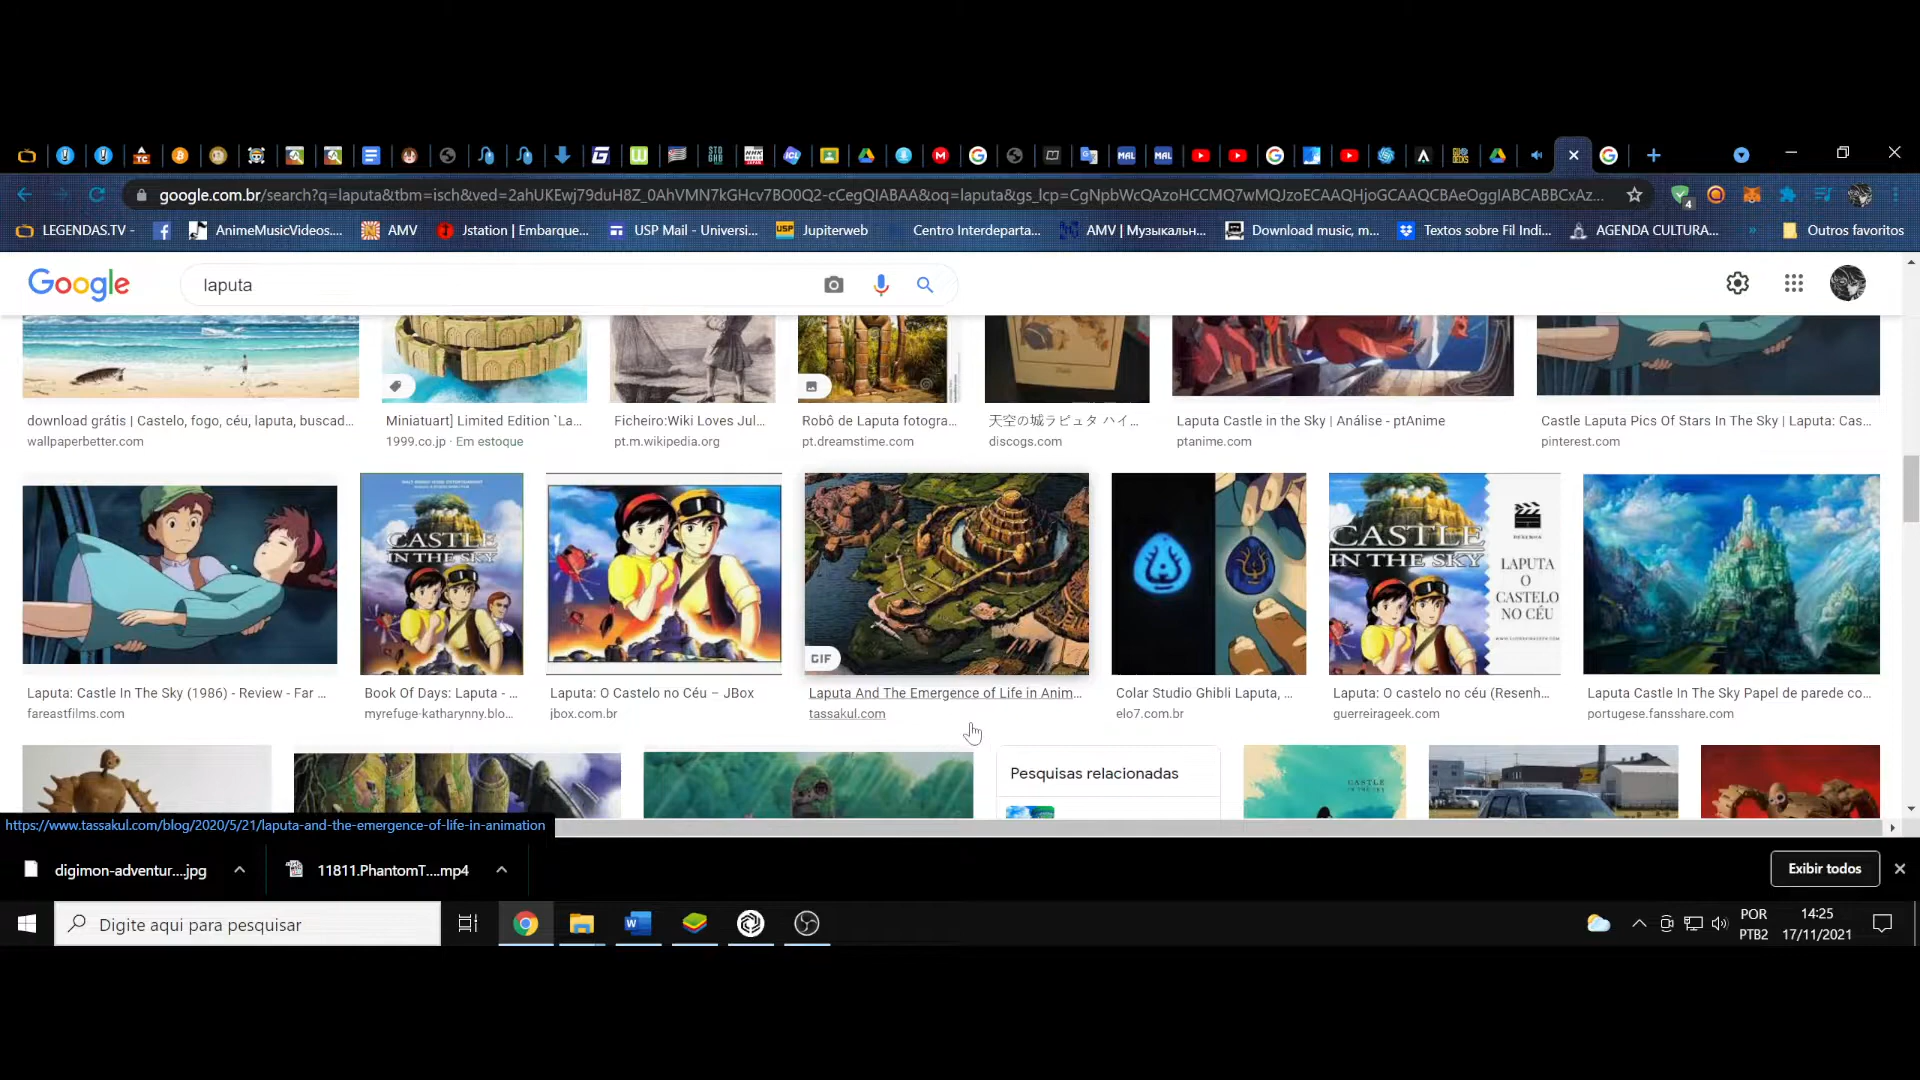 google.com.br/search?q=laputa&tbm=isch&ved=2ahUKEwj79duH8Z_0AhVMN7kGHcv7BO0Q2-cCegQIABAA&oq=laputa&gs_lcp=CgNpbWcQAzoHCCMQ7wMQJzoECAAQHjoGCAAQCBAeOggIABCABBCxAz...
4
LEGENDAS.TV -
AnimeMusicVideos....
AMV
Jstation | Embarque...
USP Mail - Universi...
Jupiterweb
Centro Interdeparta...
AMV | Музыкальн...
Download music, m...
Textos sobre Fil Indi...
AGENDA CULTURA...
»
Outros favoritos
Google
laputa
download grátis | Castelo, fogo, céu, laputa, buscad...
wallpaperbetter.com
Miniatuart] Limited Edition `La...
1999.co.jp · Em estoque
Ficheiro:Wiki Loves Jul...
pt.m.wikipedia.org
Robô de Laputa fotogra...
pt.dreamstime.com
天空の城ラピュタ ハイ...
discogs.com
Laputa Castle in the Sky | Análise - ptAnime
ptanime.com
Castle Laputa Pics Of Stars In The Sky | Laputa: Cas...
pinterest.com
CASTLE
IN THE SKY
GIF
CASTLE
IN THE SKY
LAPUTA
O
CASTELO
NO CÉU
Laputa: Castle In The Sky (1986) - Review - Far ...
fareastfilms.com
Book Of Days: Laputa - ...
myrefuge-katharynny.blo...
Laputa: O Castelo no Céu – JBox
jbox.com.br
Laputa And The Emergence of Life in Anim...
tassakul.com
Colar Studio Ghibli Laputa, ...
elo7.com.br
Laputa: O castelo no céu (Resenh...
guerreirageek.com
Laputa Castle In The Sky Papel de parede co...
portugese.fansshare.com
Pesquisas relacionadas
CASTLE
IN THE SKY
https://www.tassakul.com/blog/2020/5/21/laputa-and-the-emergence-of-life-in-animation
digimon-adventur....jpg
11811.PhantomT....mp4
Exibir todos
Digite aqui para pesquisar
POR
PTB2
14:25
17/11/2021